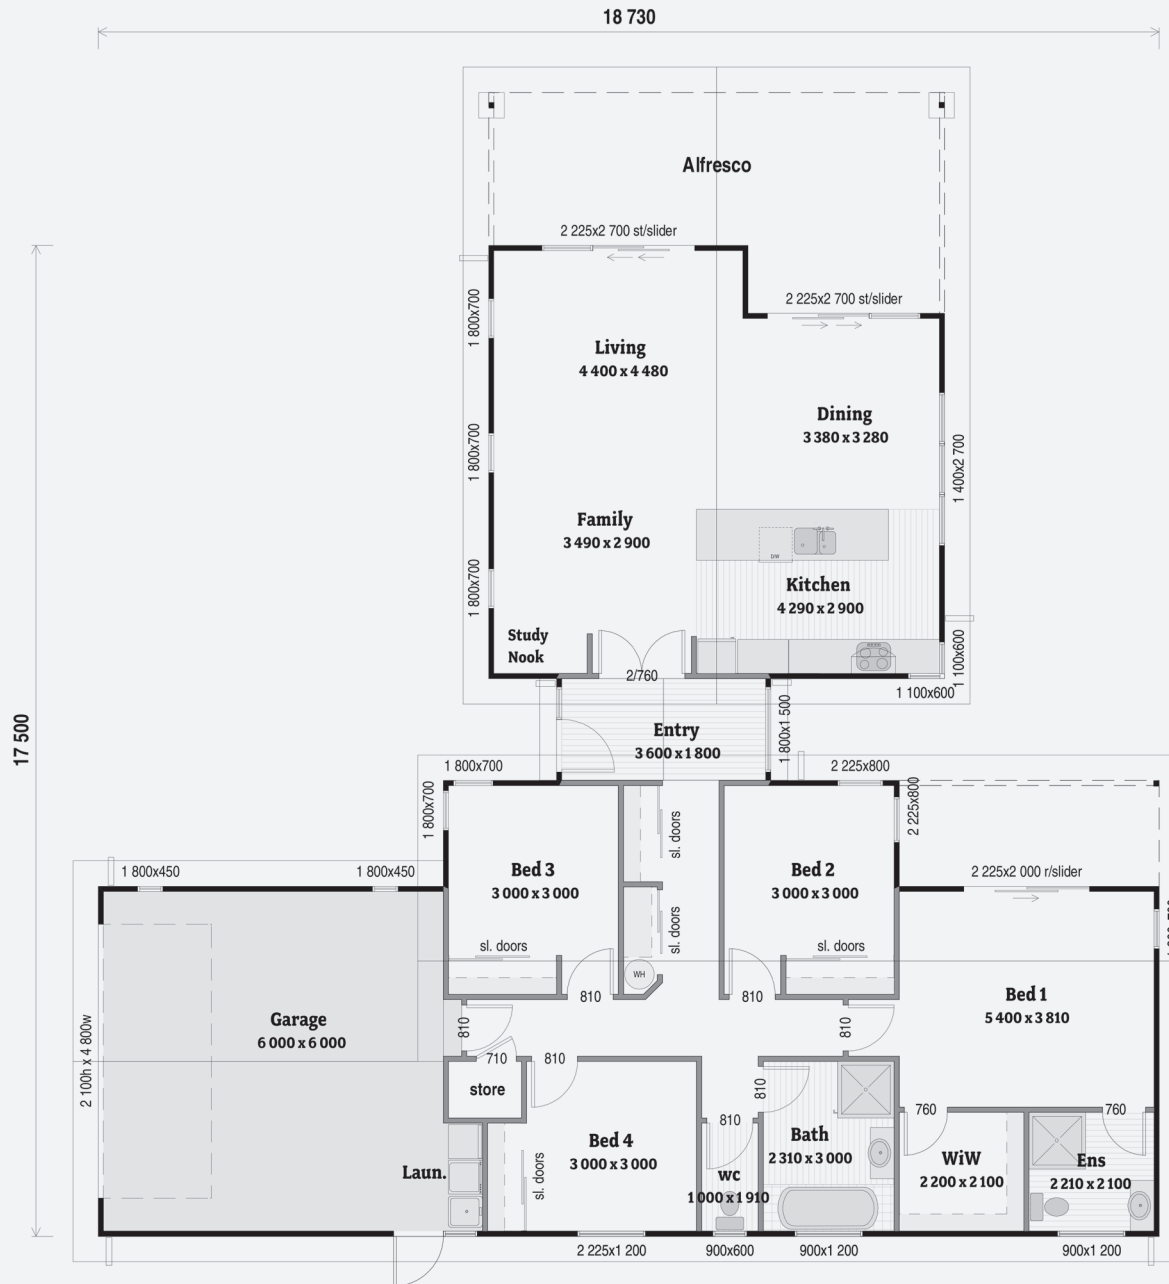 18 730
Alfresco
2 225x2 700 st/slider
2 225x2 700 st/slider
1 800x700
Living
4 400 x 4 480
Dining
3 380 x 3 280
1 800x700
1 400x2 700
Family
3 490 x 2 900
D/W
Kitchen
4 290 x 2 900
1 800x700
Study
Nook
2/760
1 100x600
1 100x600
17 500
Entry
3 600 x 1 800
1 800x1 500
1 800x700
2 225x800
1 800x700
2 225x800
sl. doors
1 800x450
1 800x450
Bed 3
3 000 x 3 000
Bed 2
3 000 x 3 000
2 225x2 000 r/slider
sl. doors
sl. doors
sl. doors
WH
810
810
Bed 1
5 400 x 3 810
Garage
6 000 x 6 000
810
810
2 100h x 4 800w
710
810
store
810
810
760
760
Bed 4
3 000 x 3 000
Bath
2 310 x 3 000
Laun.
sl. doors
wc
1 000 x 1 910
WiW
2 200 x 2 100
Ens
2 210 x 2 100
2 225x1 200
900x600
900x1 200
900x1 200